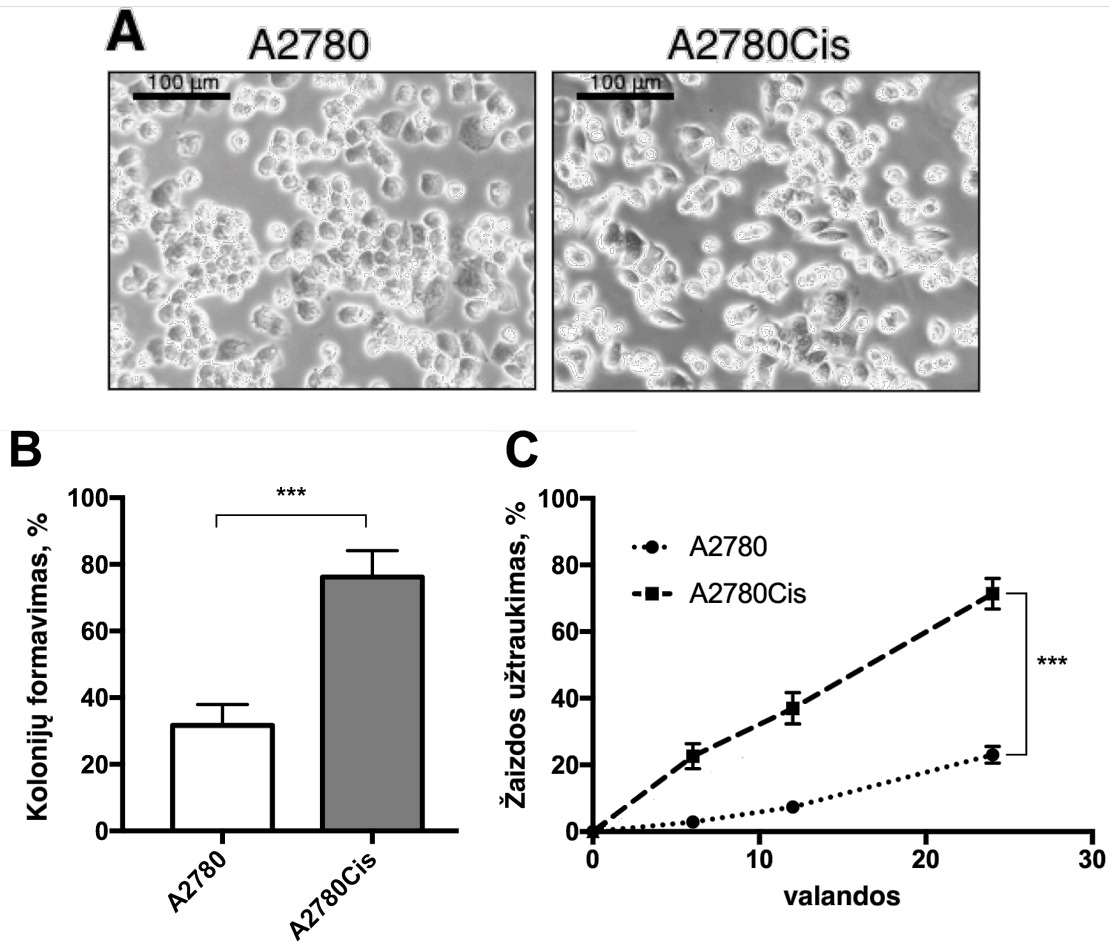 A
A2780
A2780Cis
100 µm
100 µm
B
Kolonijų formavimas, %
100
80
60
40
20
0
***
A2780
A2780Cis
C
Žaizdos užtraukimas, %
100
80
60
40
20
0
A2780
A2780Cis
***
0
10
20
30
valandos